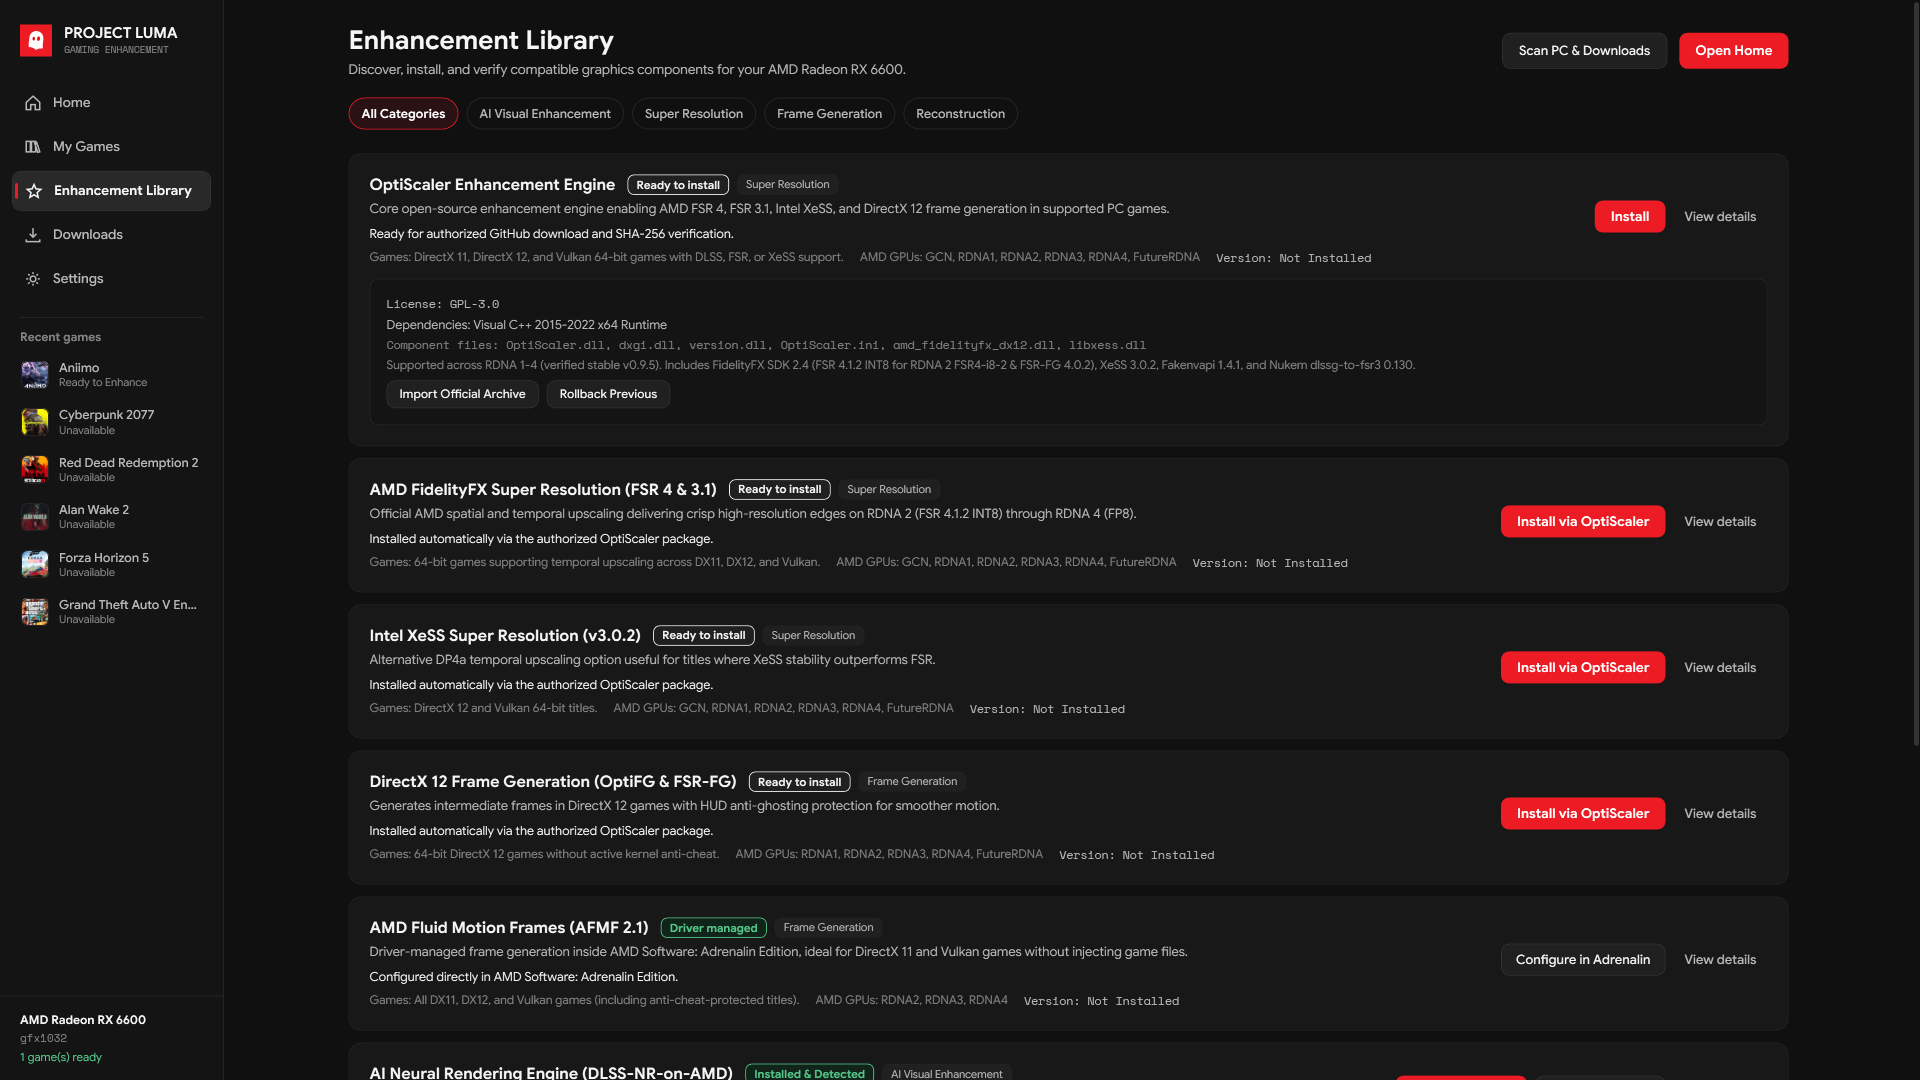 PROJECT LUMA
GAMING ENHANCEMENT
Home
My Games
Enhancement Library
Downloads
Settings
Recent games
Aniimo
Ready to Enhance
Cyberpunk 2077
Unavailable
Red Dead Redemption 2
Unavailable
Alan Wake 2
Unavailable
Forza Horizon 5
Unavailable
Grand Theft Auto V En...
Unavailable
AMD Radeon RX 6600
gfx1032
1 game(s) ready
Enhancement Library
Discover, install, and verify compatible graphics components for your AMD Radeon RX 6600.
Scan PC & Downloads
Open Home
All Categories
AI Visual Enhancement
Super Resolution
Frame Generation
Reconstruction
OptiScaler Enhancement Engine Ready to install Super Resolution
Core open-source enhancement engine enabling AMD FSR 4, FSR 3.1, Intel XeSS, and DirectX 12 frame generation in supported PC games.
Ready for authorized GitHub download and SHA-256 verification.
Games: DirectX 11, DirectX 12, and Vulkan 64-bit games with DLSS, FSR, or XeSS support. AMD GPUs: GCN, RDNA1, RDNA2, RDNA3, RDNA4, FutureRDNA Version: Not Installed
Install
View details
License: GPL-3.0
Dependencies: Visual C++ 2015-2022 x64 Runtime
Component files: OptiScaler.dll, dxgi.dll, version.dll, OptiScaler.ini, amd_fidelityfx_dx12.dll, libxess.dll
Supported across RDNA 1-4 (verified stable v0.9.5). Includes FidelityFX SDK 2.4 (FSR 4.1.2 INT8 for RDNA 2 FSR4-i8-2 & FSR-FG 4.0.2), XeSS 3.0.2, Fakenvapi 1.4.1, and Nukem dlssg-to-fsr3 0.130.
Import Official Archive
Rollback Previous
AMD FidelityFX Super Resolution (FSR 4 & 3.1) Ready to install Super Resolution
Official AMD spatial and temporal upscaling delivering crisp high-resolution edges on RDNA 2 (FSR 4.1.2 INT8) through RDNA 4 (FP8).
Installed automatically via the authorized OptiScaler package.
Games: 64-bit games supporting temporal upscaling across DX11, DX12, and Vulkan. AMD GPUs: GCN, RDNA1, RDNA2, RDNA3, RDNA4, FutureRDNA Version: Not Installed
Install via OptiScaler
View details
Intel XeSS Super Resolution (v3.0.2) Ready to install Super Resolution
Alternative DP4a temporal upscaling option useful for titles where XeSS stability outperforms FSR.
Installed automatically via the authorized OptiScaler package.
Games: DirectX 12 and Vulkan 64-bit titles. AMD GPUs: GCN, RDNA1, RDNA2, RDNA3, RDNA4, FutureRDNA Version: Not Installed
Install via OptiScaler
View details
DirectX 12 Frame Generation (OptiFG & FSR-FG) Ready to install Frame Generation
Generates intermediate frames in DirectX 12 games with HUD anti-ghosting protection for smoother motion.
Installed automatically via the authorized OptiScaler package.
Games: 64-bit DirectX 12 games without active kernel anti-cheat. AMD GPUs: RDNA1, RDNA2, RDNA3, RDNA4, FutureRDNA Version: Not Installed
Install via OptiScaler
View details
AMD Fluid Motion Frames (AFMF 2.1) Driver managed Frame Generation
Driver-managed frame generation inside AMD Software: Adrenalin Edition, ideal for DirectX 11 and Vulkan games without injecting game files.
Configured directly in AMD Software: Adrenalin Edition.
Games: All DX11, DX12, and Vulkan games (including anti-cheat-protected titles). AMD GPUs: RDNA2, RDNA3, RDNA4 Version: Not Installed
Configure in Adrenalin
View details
AI Neural Rendering Engine (DLSS-NR-on-AMD) Installed & Detected AI Visual Enhancement